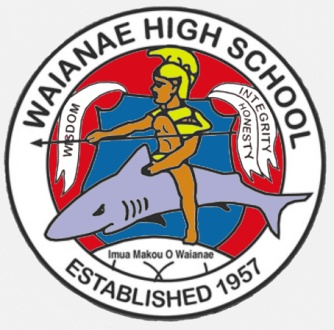 WAIANAE HIGH SCHOOL
WISDOM
INTEGRITY
HONESTY
Imua Makou O Waianae
ESTABLISHED 1957